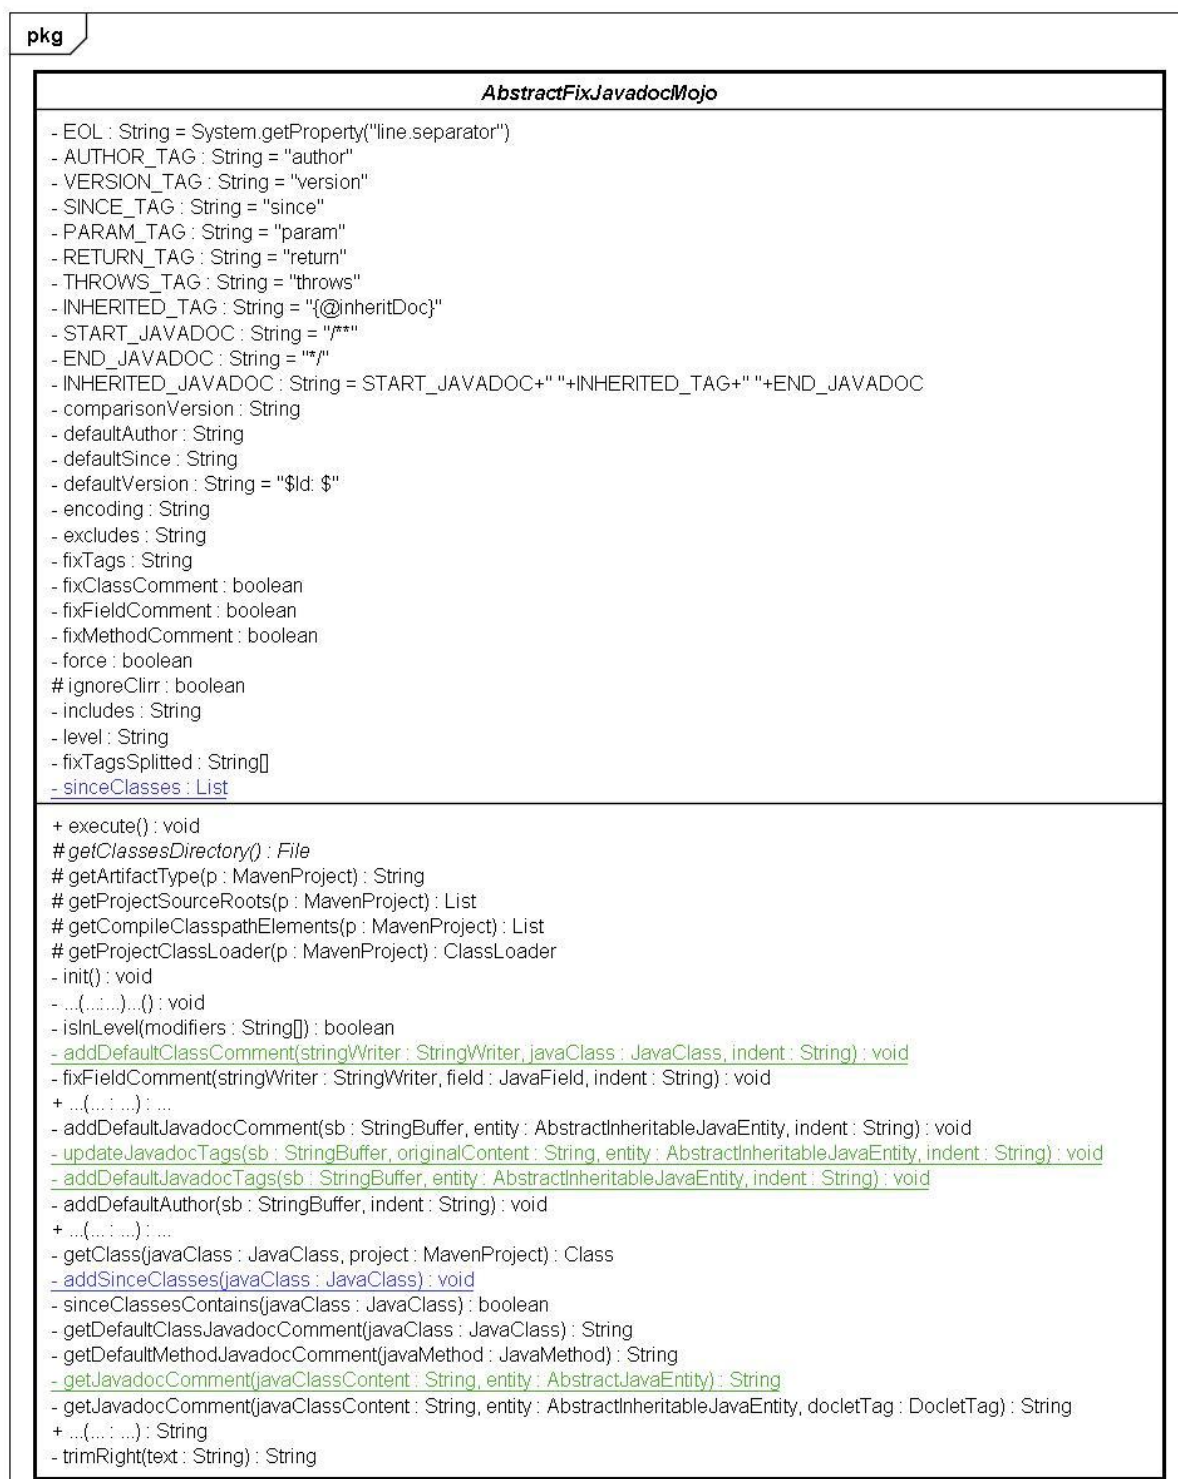 pkg
AbstractFixJavadocMojo
- EOL : String = System.getProperty("line.separator")
- AUTHOR_TAG : String = "author"
- VERSION_TAG : String = "version"
- SINCE_TAG : String = "since"
- PARAM_TAG : String = "param"
- RETURN_TAG : String = "return"
- THROWS_TAG : String = "throws"
- INHERITED_TAG : String = "{@inheritDoc}"
- START_JAVADOC : String = "/**"
- END_JAVADOC : String = "*/"
- INHERITED_JAVADOC : String = START_JAVADOC+" "+INHERITED_TAG+" "+END_JAVADOC
- comparisonVersion : String
- defaultAuthor : String
- defaultSince : String
- defaultVersion : String = "$Id: $"
- encoding : String
- excludes : String
- fixTags : String
- fixClassComment : boolean
- fixFieldComment : boolean
- fixMethodComment : boolean
- force : boolean
# ignoreClirr : boolean
- includes : String
- level : String
- fixTagsSplitted : String[]
- sinceClasses : List
+ execute() : void
# getClassesDirectory() : File
# getArtifactType(p : MavenProject) : String
# getProjectSourceRoots(p : MavenProject) : List
# getCompileClasspathElements(p : MavenProject) : List
# getProjectClassLoader(p : MavenProject) : ClassLoader
- init() : void
- ...(...:...)...() : void
- isInLevel(modifiers : String[]) : boolean
- addDefaultClassComment(stringWriter : StringWriter, javaClass : JavaClass, indent : String) : void
- fixFieldComment(stringWriter : StringWriter, field : JavaField, indent : String) : void
+ ...(... : ...) : ...
- addDefaultJavadocComment(sb : StringBuffer, entity : AbstractInheritableJavaEntity, indent : String) : void
- updateJavadocTags(sb : StringBuffer, originalContent : String, entity : AbstractInheritableJavaEntity, indent : String) : void
- addDefaultJavadocTags(sb : StringBuffer, entity : AbstractInheritableJavaEntity, indent : String) : void
- addDefaultAuthor(sb : StringBuffer, indent : String) : void
+ ...(... : ...) : ...
- getClass(javaClass : JavaClass, project : MavenProject) : Class
- addSinceClasses(javaClass : JavaClass) : void
- sinceClassesContains(javaClass : JavaClass) : boolean
- getDefaultClassJavadocComment(javaClass : JavaClass) : String
- getDefaultMethodJavadocComment(javaMethod : JavaMethod) : String
- getJavadocComment(javaClassContent : String, entity : AbstractJavaEntity) : String
- getJavadocComment(javaClassContent : String, entity : AbstractInheritableJavaEntity, docletTag : DocletTag) : String
+ ...(... : ...) : String
- trimRight(text : String) : String